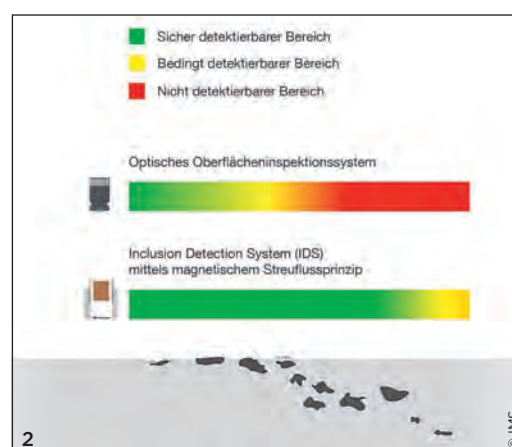 Sicher detektierbarer Bereich
Bedingt detektierbarer Bereich
Nicht detektierbarer Bereich
Optisches Oberflächeninspektionssystem
Inclusion Detection System (IDS)
mittels magnetischem Streuflussprinzip
2
© IMS